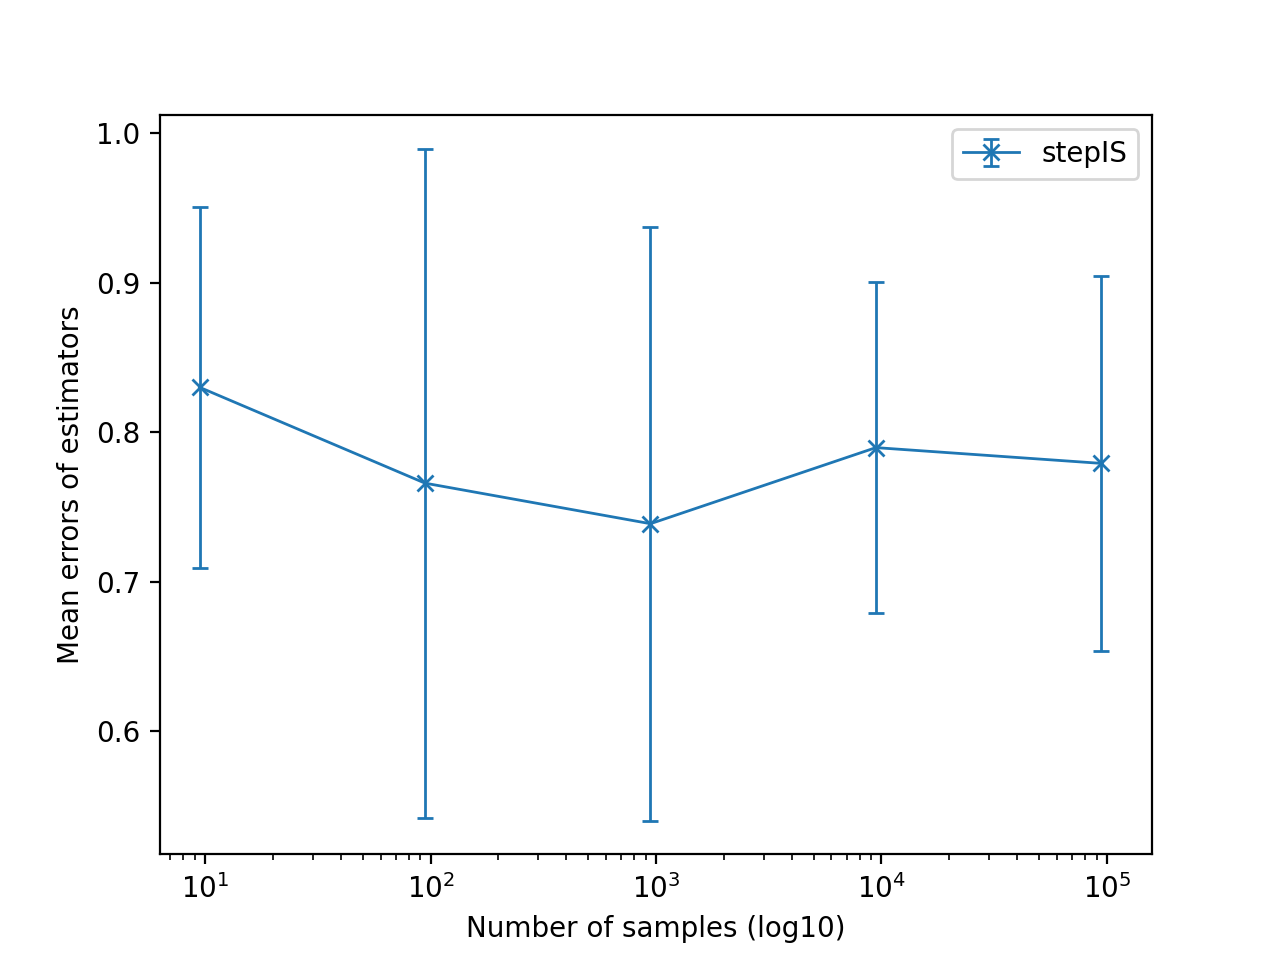 1.0
0.9
0.8
0.7
0.6
Mean errors of estimators
stepIS
10¹ 10² 10³ 10⁴ 10⁵
Number of samples (log10)